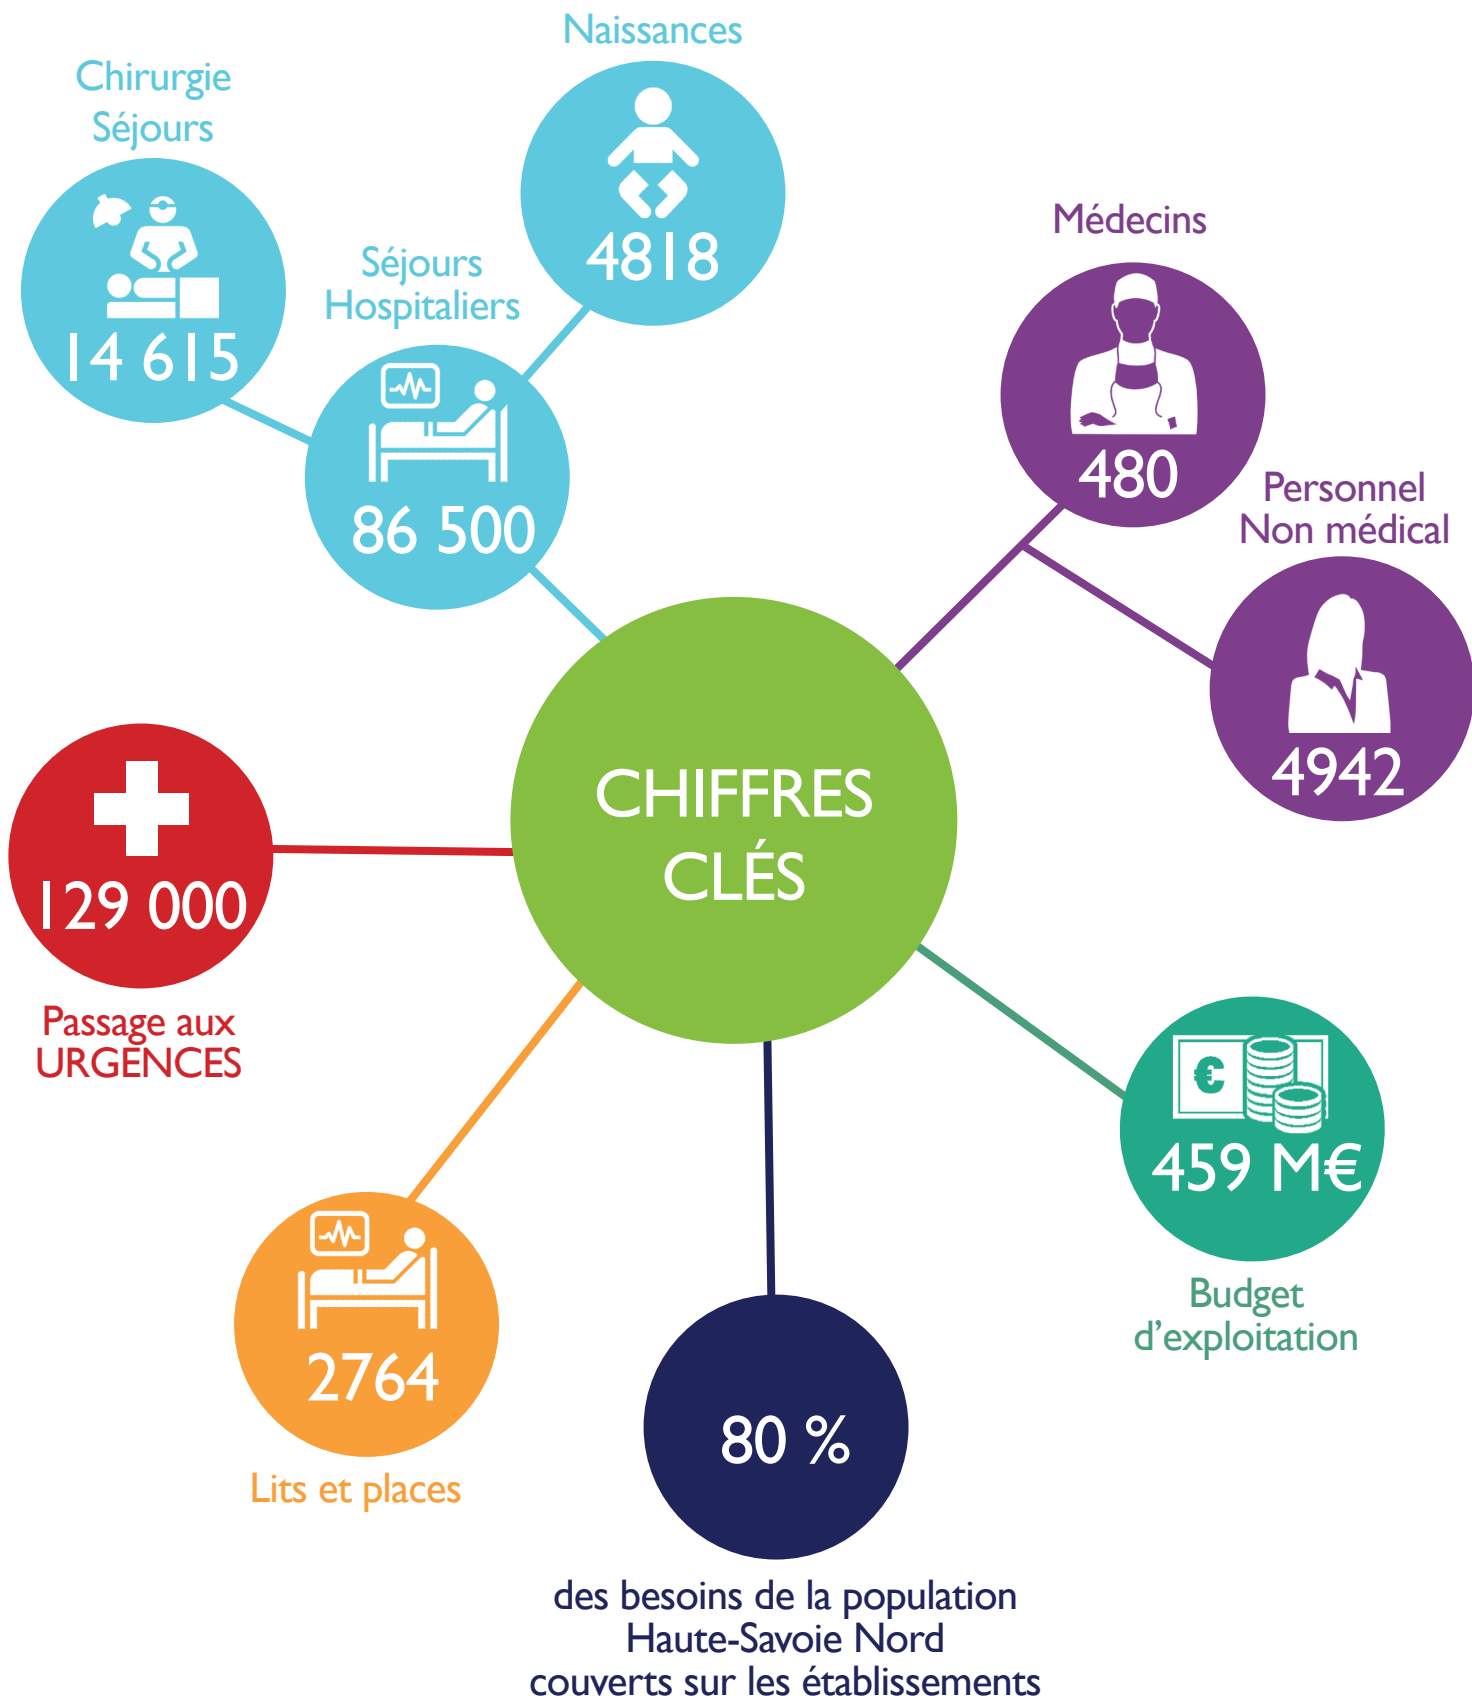 Naissances
4818
Chirurgie
Séjours
14 615
Séjours
Hospitaliers
86 500
Médecins
480
Personnel
Non médical
4942
CHIFFRES
CLÉS
129 000
Passage aux
URGENCES
€
459 M€
Budget
d’exploitation
2764
Lits et places
80 %
des besoins de la population
Haute-Savoie Nord
couverts sur les établissements